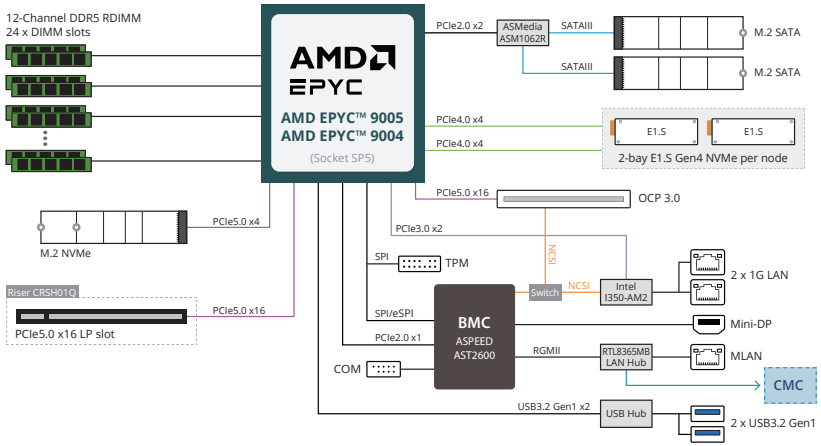 12-Channel DDR5 RDIMM
24 x DIMM slots
AMD
EPYC
AMD EPYC™ 9005
AMD EPYC™ 9004
(Socket SP5)
PCIe2.0 x2
ASMedia
ASM1062R
SATAIII
M.2 SATA
SATAIII
M.2 SATA
PCIe4.0 x4
PCIe4.0 x4
E1.S
E1.S
2-bay E1.S Gen4 NVMe per node
PCIe5.0 x16
OCP 3.0
PCIe5.0 x4
M.2 NVMe
PCIe3.0 x2
NCSI
SPI
TPM
Switch
NCSI
Intel
I350-AM2
2 x 1G LAN
Riser CRSH01Q
PCIe5.0 x16
PCIe5.0 x16 LP slot
SPI/eSPI
PCIe2.0 x1
BMC
ASPEED
AST2600
Mini-DP
COM
RGMII
RTL8365MB
LAN Hub
MLAN
CMC
USB3.2 Gen1 x2
USB Hub
2 x USB3.2 Gen1